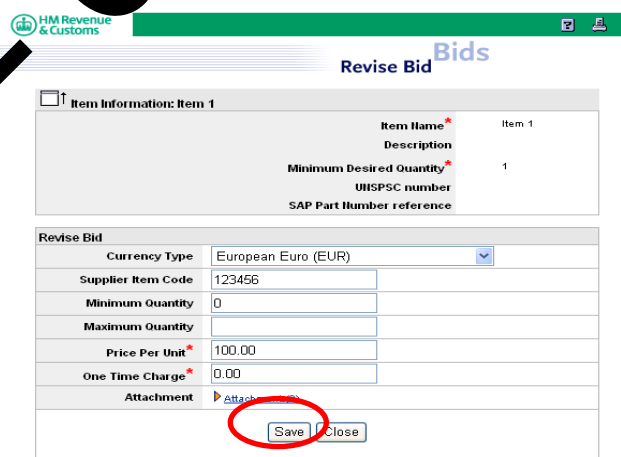 HM Revenue
& Customs
Bids
Revise Bid
Item Information: Item 1
Item Name* Item 1
Description
Minimum Desired Quantity* 1
UNSPSC number
SAP Part Number reference
Revise Bid
Currency Type European Euro (EUR)
Supplier Item Code 123456
Minimum Quantity 0
Maximum Quantity
Price Per Unit* 100.00
One Time Charge* 0.00
Attachment
Save Close